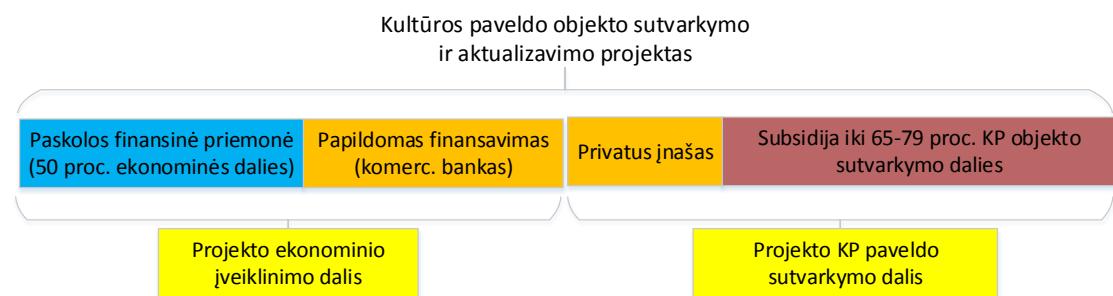 Kultūros paveldo objekto sutvarkymo
ir aktualizavimo projektas
Paskolos finansinė priemonė
(50 proc. ekonominės dalies)
Papildomas finansavimas
(komerc. bankas)
Privatus įnašas
Subsidija iki 65-79 proc. KP objekto
sutvarkymo dalies
Projekto ekonominio
įveiklinimo dalis
Projekto KP paveldo
sutvarkymo dalis